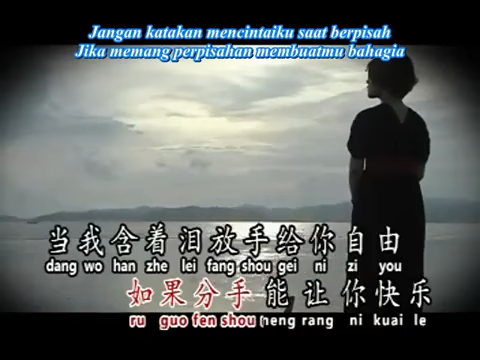 Jangan katakan mencintaiku saat berpisah
Jika memang perpisahan membuatmu bahagia
当我含着泪放手给你自由
dang wo han zhe lei fang shou gei ni zi you
如果分手能让你快乐
ru guo fen shou neng rang ni kuai le